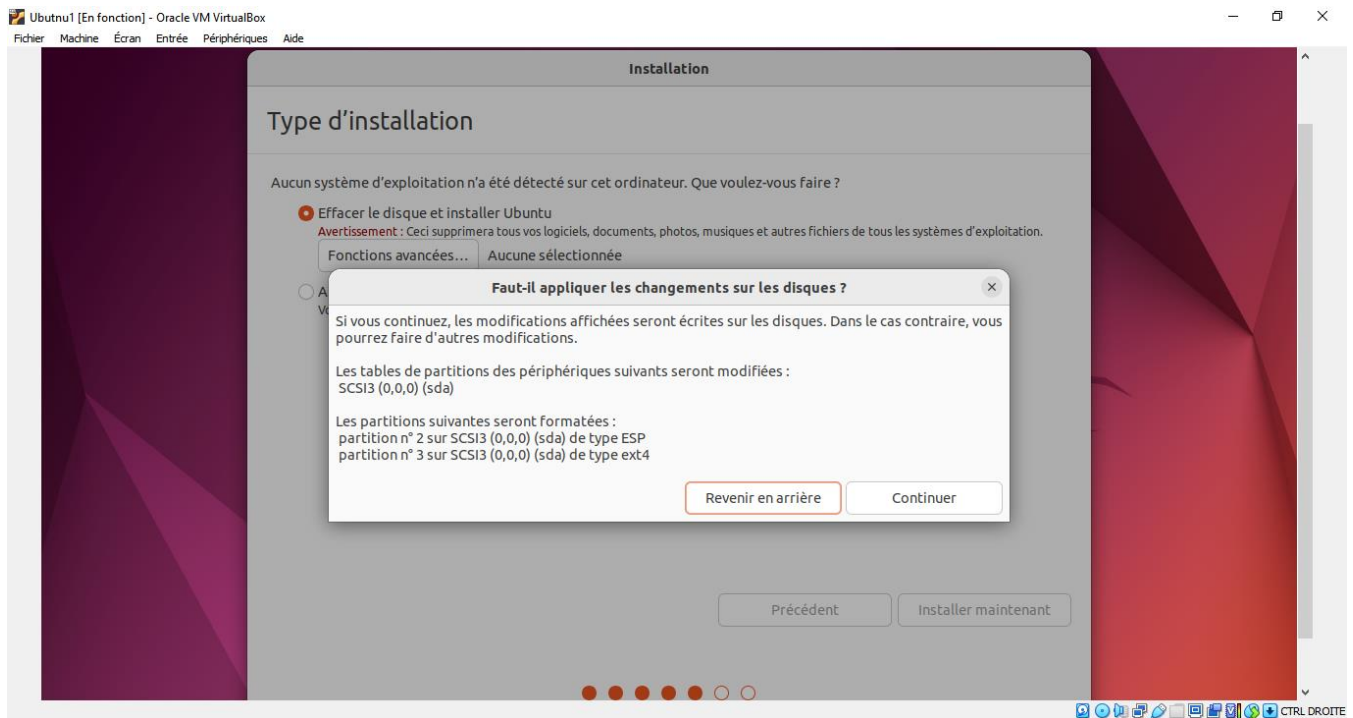 Ubutnu1 [En fonction] - Oracle VM VirtualBox
Fichier Machine Écran Entrée Périphériques Aide
Installation
Type d’installation
Aucun système d’exploitation n’a été détecté sur cet ordinateur. Que voulez-vous faire ?
Effacer le disque et installer Ubuntu
Avertissement : Ceci supprimera tous vos logiciels, documents, photos, musiques et autres fichiers de tous les systèmes d’exploitation.
Fonctions avancées... Aucune sélectionnée
A
Vo
Faut-il appliquer les changements sur les disques ?
Si vous continuez, les modifications affichées seront écrites sur les disques. Dans le cas contraire, vous
pourrez faire d'autres modifications.
Les tables de partitions des périphériques suivants seront modifiées :
SCSI3 (0,0,0) (sda)
Les partitions suivantes seront formatées :
partition n° 2 sur SCSI3 (0,0,0) (sda) de type ESP
partition n° 3 sur SCSI3 (0,0,0) (sda) de type ext4
Revenir en arrière Continuer
Précédent Installer maintenant
CTRL DROITE